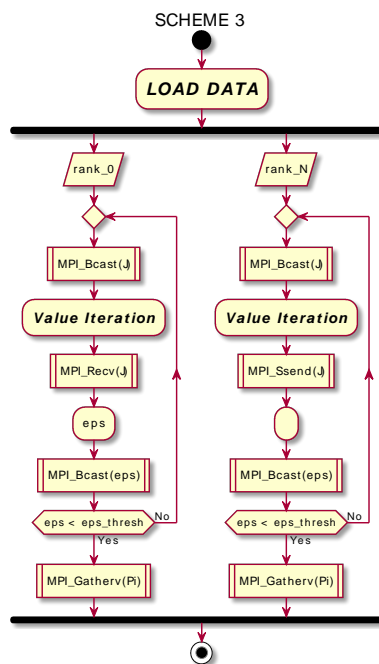 SCHEME 3
LOAD DATA
rank_0
rank_N
MPI_Bcast(J)
MPI_Bcast(J)
Value Iteration
Value Iteration
MPI_Recv(J)
MPI_Ssend(J)
eps
MPI_Bcast(eps)
MPI_Bcast(eps)
eps < eps_thresh
No
eps < eps_thresh
No
Yes
Yes
MPI_Gatherv(Pi)
MPI_Gatherv(Pi)